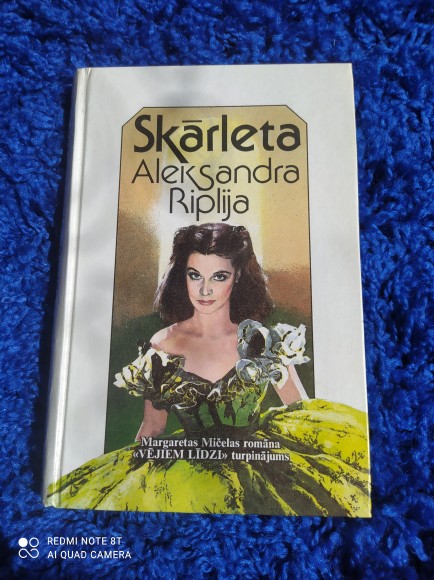 Skārleta
Aleksandra
Riplija
Margaretas Mičelas romāna
«VĒJIEM LĪDZI» turpinājums
REDMI NOTE 8T
AI QUAD CAMERA